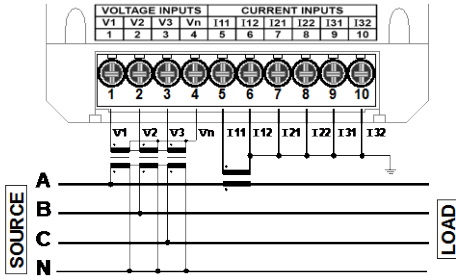 VOLTAGE INPUTS CURRENT INPUTS
V1 V2 V3 Vn I11 I12 I21 I22 I31 I32
1 2 3 4 5 6 7 8 9 10
1 2 3 4 5 6 7 8 9 10
V1 V2 V3 Vn I11 I12 I21 I22 I31 I32
SOURCE
A
B
C
N
LOAD